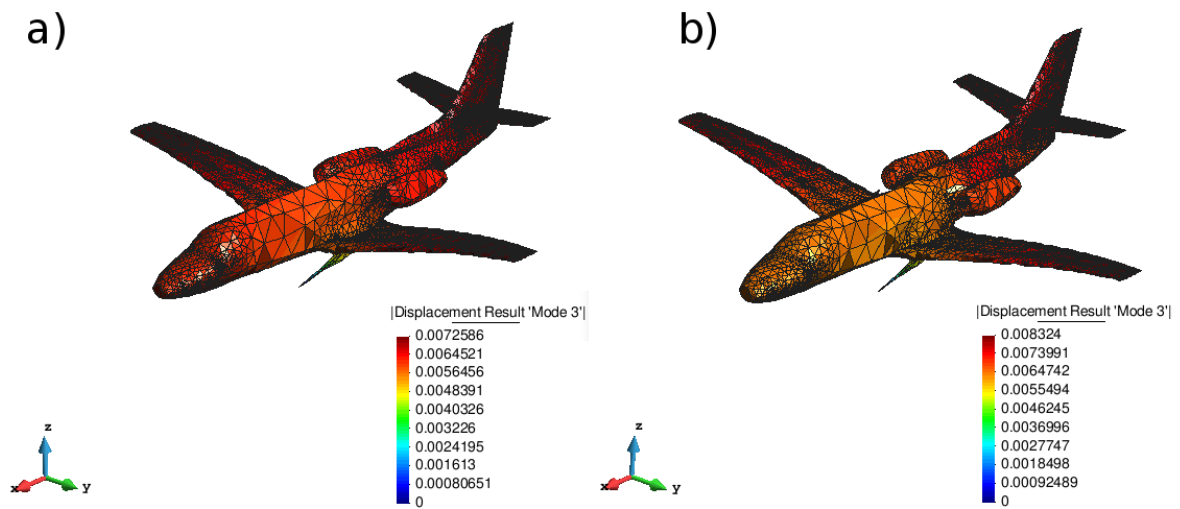 a)
b)
|Displacement Result 'Mode 3'|
0.0072586
0.0064521
0.0056456
0.0048391
0.0040326
0.003226
0.0024195
0.001613
0.00080651
0
z
x
y
|Displacement Result 'Mode 3'|
0.008324
0.0073991
0.0064742
0.0055494
0.0046245
0.0036996
0.0027747
0.0018498
0.00092489
0
z
x
y